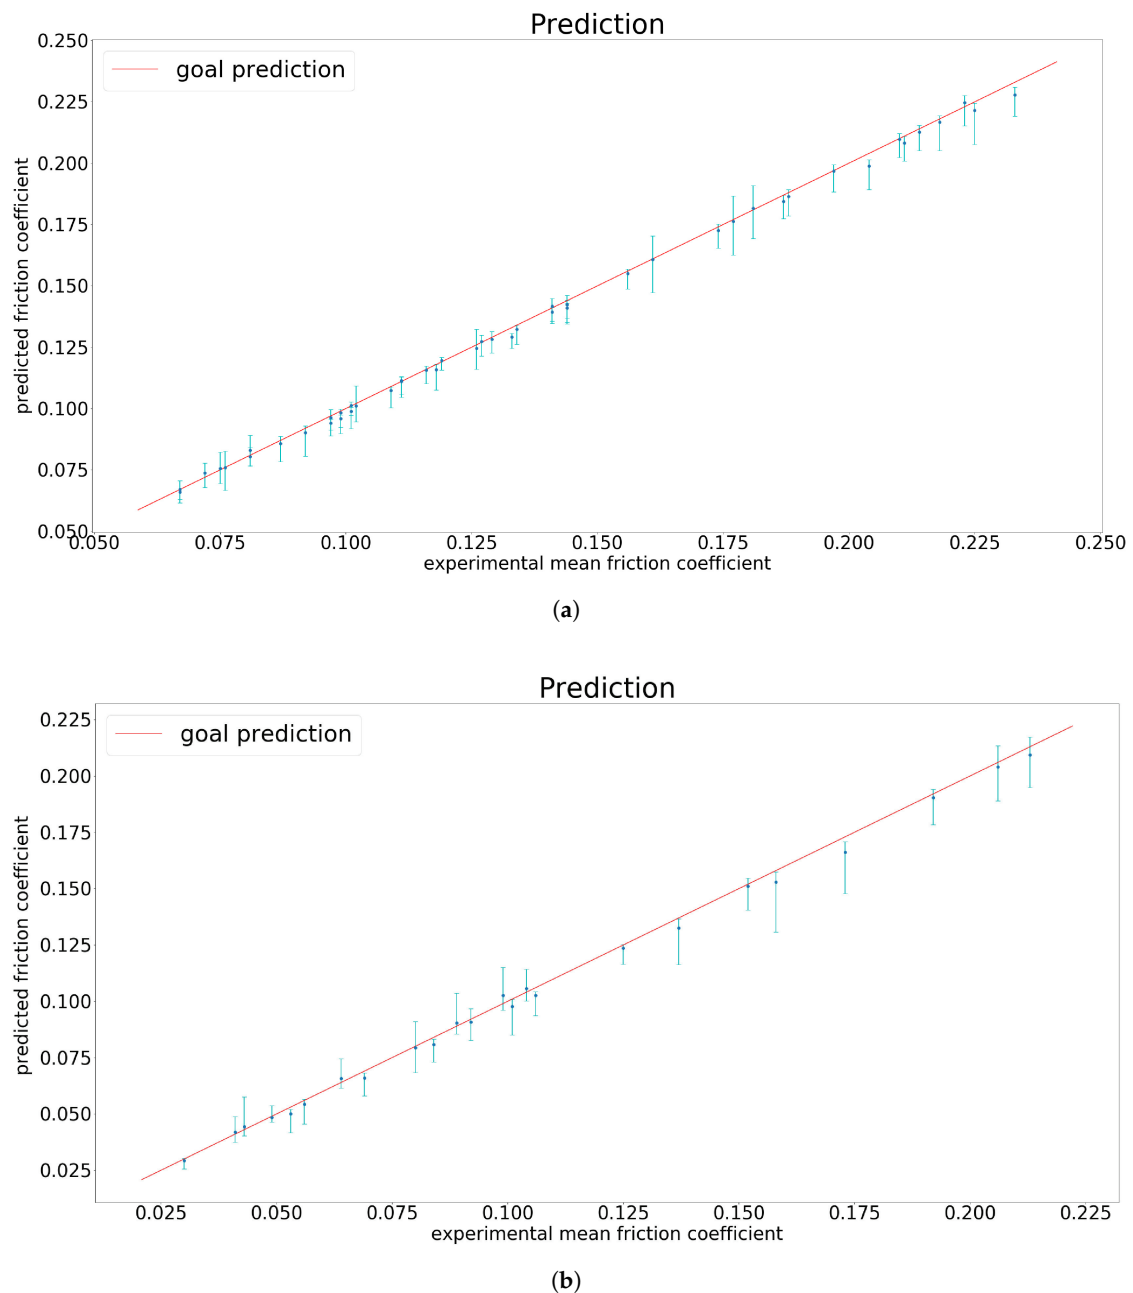 Prediction
goal prediction
predicted friction coefficient
0.250
0.225
0.200
0.175
0.150
0.125
0.100
0.075
0.050
0.050 0.075 0.100 0.125 0.150 0.175 0.200 0.225 0.250
experimental mean friction coefficient
(a)
Prediction
goal prediction
predicted friction coefficient
0.225
0.200
0.175
0.150
0.125
0.100
0.075
0.050
0.025
0.025 0.050 0.075 0.100 0.125 0.150 0.175 0.200 0.225
experimental mean friction coefficient
(b)